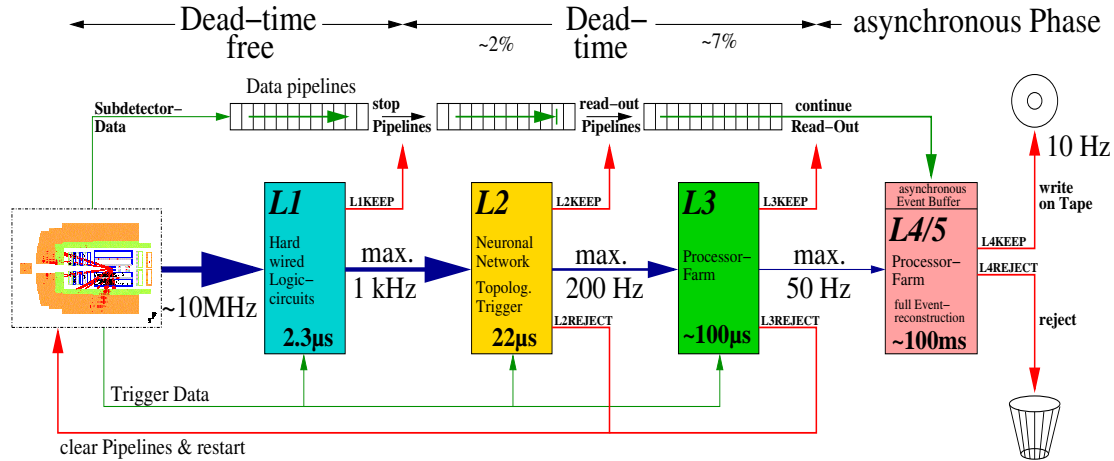 Dead–time
free
~2%
Dead–
time
~7%
asynchronous Phase
Data pipelines
Subdetector–
Data
stop
Pipelines
read–out
Pipelines
continue
Read–Out
10 Hz
L1
Hard
wired
Logic–
circuits
2.3µs
L1KEEP
L2
Neuronal
Network
Topolog.
Trigger
22µs
L2KEEP
L2REJECT
L3
Processor–
Farm
~100µs
L3KEEP
L3REJECT
asynchronous
Event Buffer
L4/5
Processor–
Farm
full Event–
reconstruction
~100ms
L4KEEP
L4REJECT
write
on Tape
reject
~10MHz
max.
1 kHz
max.
200 Hz
max.
50 Hz
Trigger Data
clear Pipelines & restart